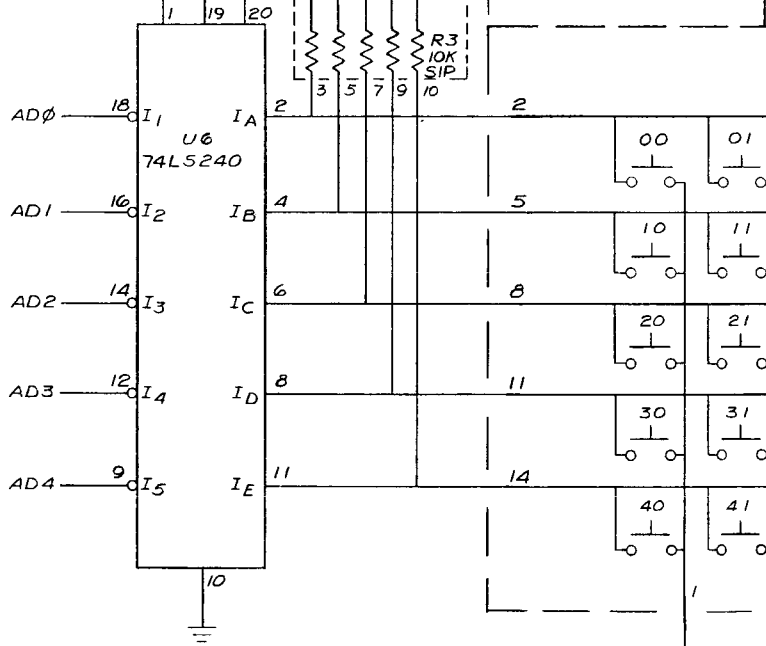 1 19 20
R3
10K
SIP
3 5 7 9 10
ADØ 18 I1 IA 2 2
U6
74LS240
00 01
AD1 16 I2 IB 4 5
10 11
AD2 14 I3 IC 6 8
20 21
AD3 12 I4 ID 8 11
30 31
AD4 9 I5 IE 11 14
40 41
10
1